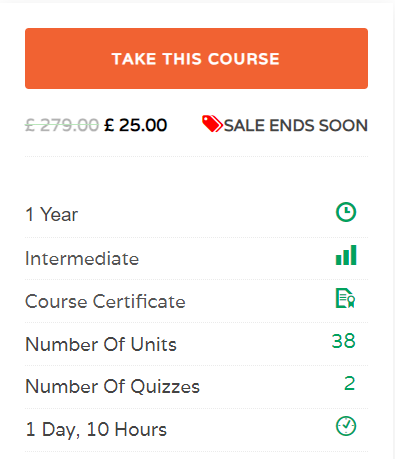 TAKE THIS COURSE
£ 279.00 £ 25.00 SALE ENDS SOON
1 Year
Intermediate
Course Certificate
Number Of Units 38
Number Of Quizzes 2
1 Day, 10 Hours